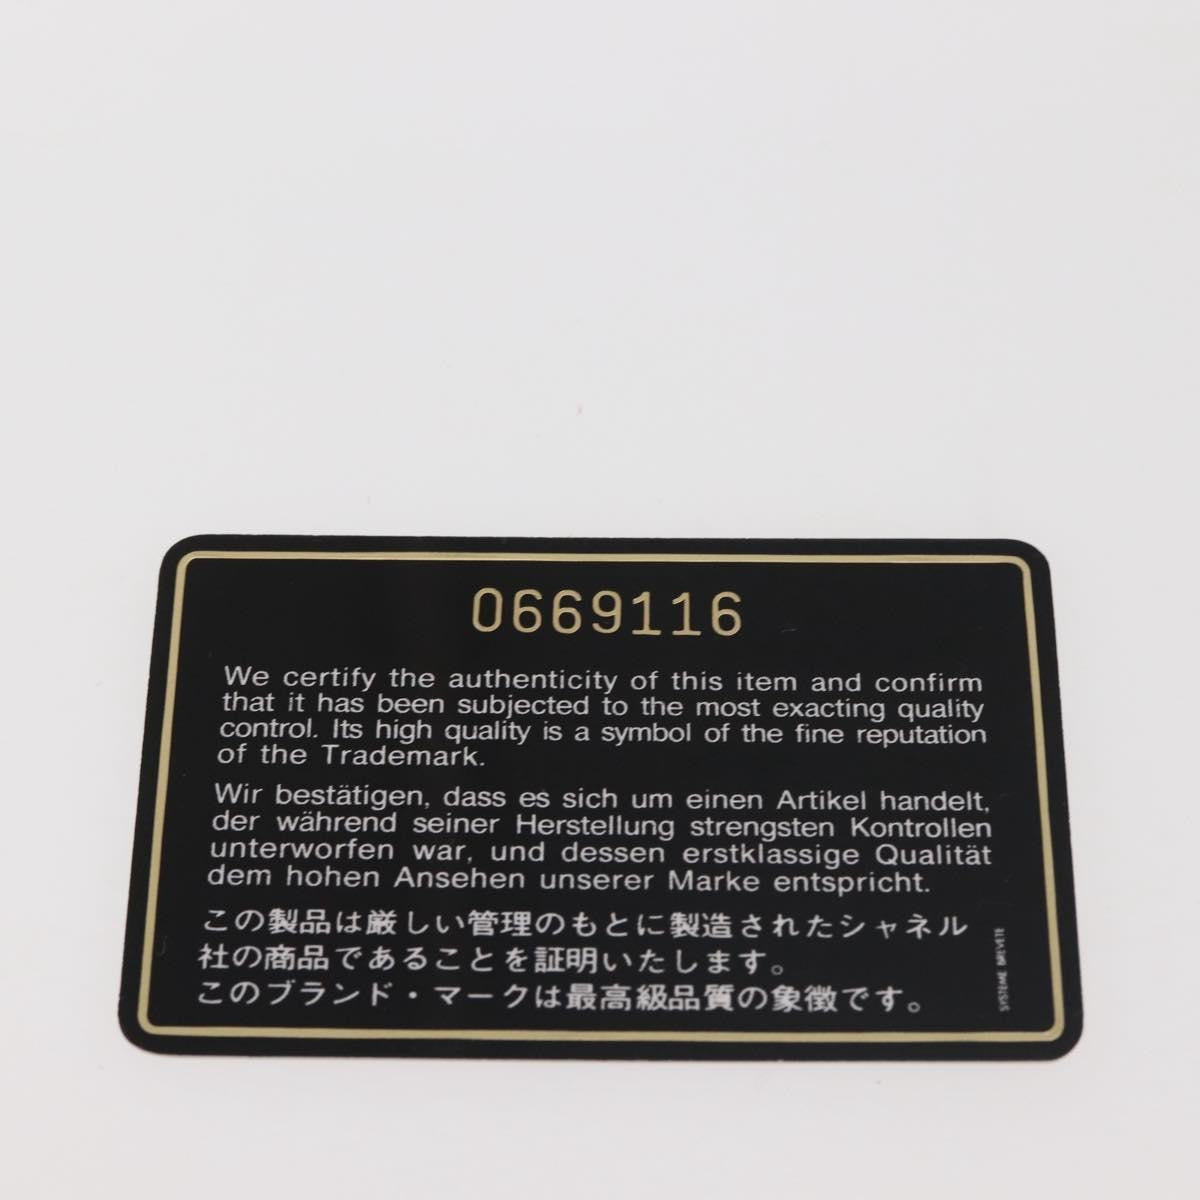 0669116
We certify the authenticity of this item and confirm
that it has been subjected to the most exacting quality
control. Its high quality is a symbol of the fine reputation
of the Trademark.
Wir bestätigen, dass es sich um einen Artikel handelt,
der während seiner Herstellung strengsten Kontrollen
unterworfen war, und dessen erstklassige Qualität
dem hohen Ansehen unserer Marke entspricht.
この製品は厳しい管理のもとに製造されたシャネル
社の商品であることを証明いたします。
このブランド・マークは最高級品質の象徴です。
SYSTEME BREVETE